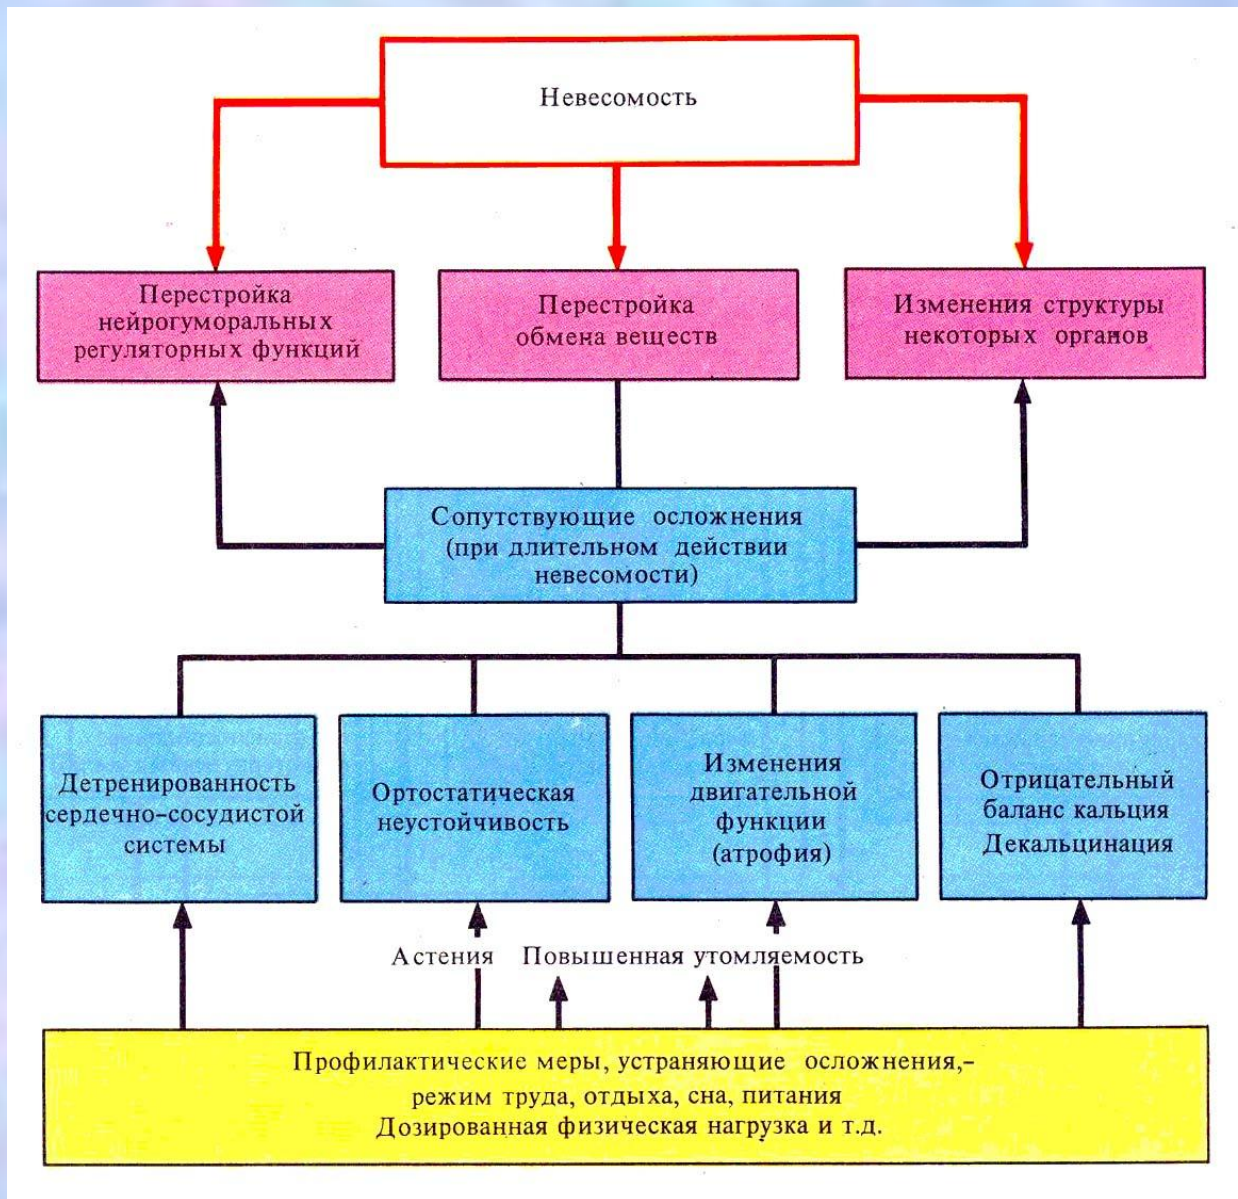 Невесомость
Перестройка
нейрогуморальных
регуляторных функций
Перестройка
обмена веществ
Изменения структуры
некоторых органов
Сопутствующие осложнения
(при длительном действии
невесомости)
Детренированность
сердечно-сосудистой
системы
Ортостатическая
неустойчивость
Изменения
двигательной
функции
(атрофия)
Отрицательный
баланс кальция
Декальцинация
Астения Повышенная утомляемость
Профилактические меры, устраняющие осложнения,-
режим труда, отдыха, сна, питания
Дозированная физическая нагрузка и т.д.